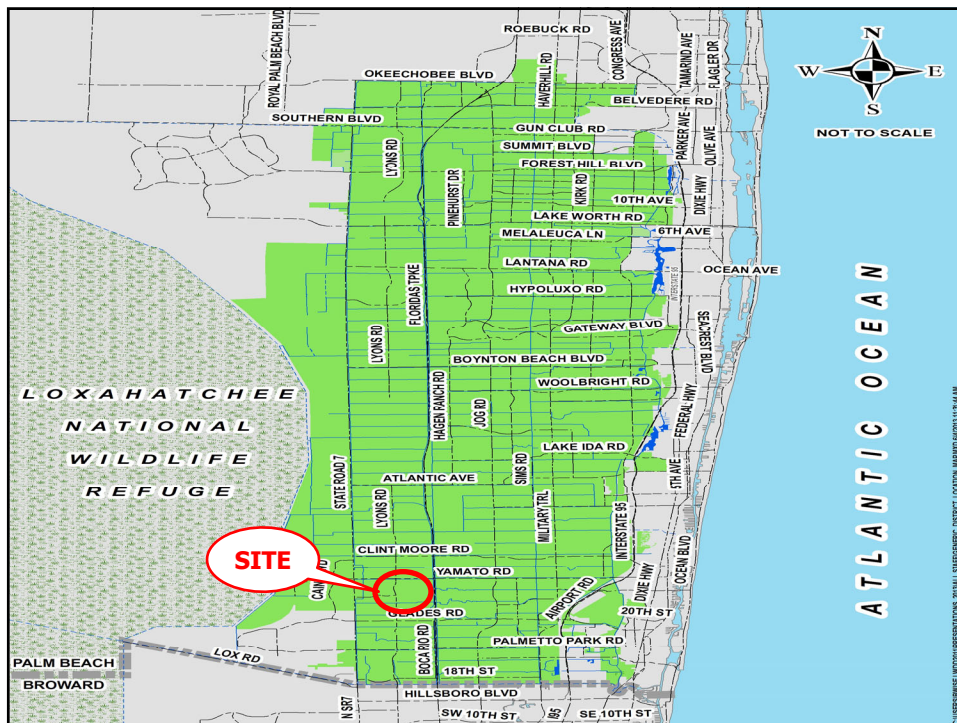 ROEBUCK RD
ROYAL PALM BEACH BLVD
CONGRESS AVE
TAMARIND AVE
FLAGLER DR
N
W E
S
NOT TO SCALE
OKEECHOBEE BLVD
HAVERHILL RD
BELVEDERE RD
SOUTHERN BLVD
GUN CLUB RD
PARKER AVE
OLIVE AVE
SUMMIT BLVD
LYONS RD
FOREST HILL BLVD
PINEHURST DR
KIRK RD
10TH AVE
DIXIE HWY
LAKE WORTH RD
MELALEUCA LN
6TH AVE
LANTANA RD
OCEAN AVE
FLORIDAS TPKE
INTERSTATE 95
HYPOLUXO RD
GATEWAY BLVD
SEACREST BLVD
LYONS RD
BOYNTON BEACH BLVD
WOOLBRIGHT RD
ATLANTIC OCEAN
LOXAHATCHEE
NATIONAL
WILDLIFE
REFUGE
HAGEN RANCH RD
JOG RD
FEDERAL HWY
LAKE IDA RD
STATE ROAD 7
ATLANTIC AVE
SIMS RD
5TH AVE
LYONS RD
MILITARY TRL
INTERSTATE 95
CLINT MOORE RD
SITE
YAMATO RD
OCEAN BLVD
DIXIE HWY
AIRPORT RD
GLADES RD
20TH ST
BOCA RIO RD
PALMETTO PARK RD
LOX RD
PALM BEACH
BROWARD
18TH ST
HILLSBORO BLVD
N SR7
SW 10TH ST
I95
SE 10TH ST